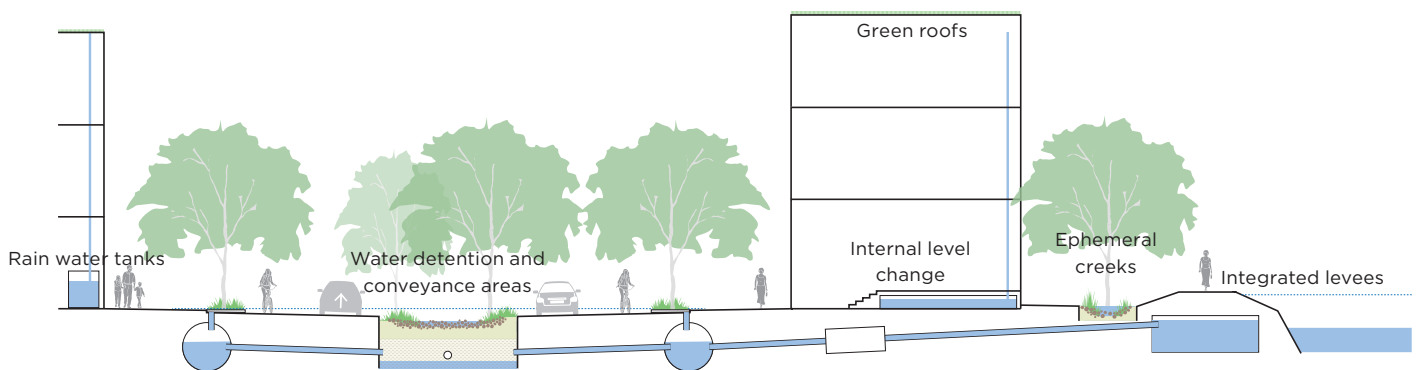 Green roofs
Rain water tanks
Water detention and
conveyance areas
Internal level
change
Ephemeral
creeks
Integrated levees